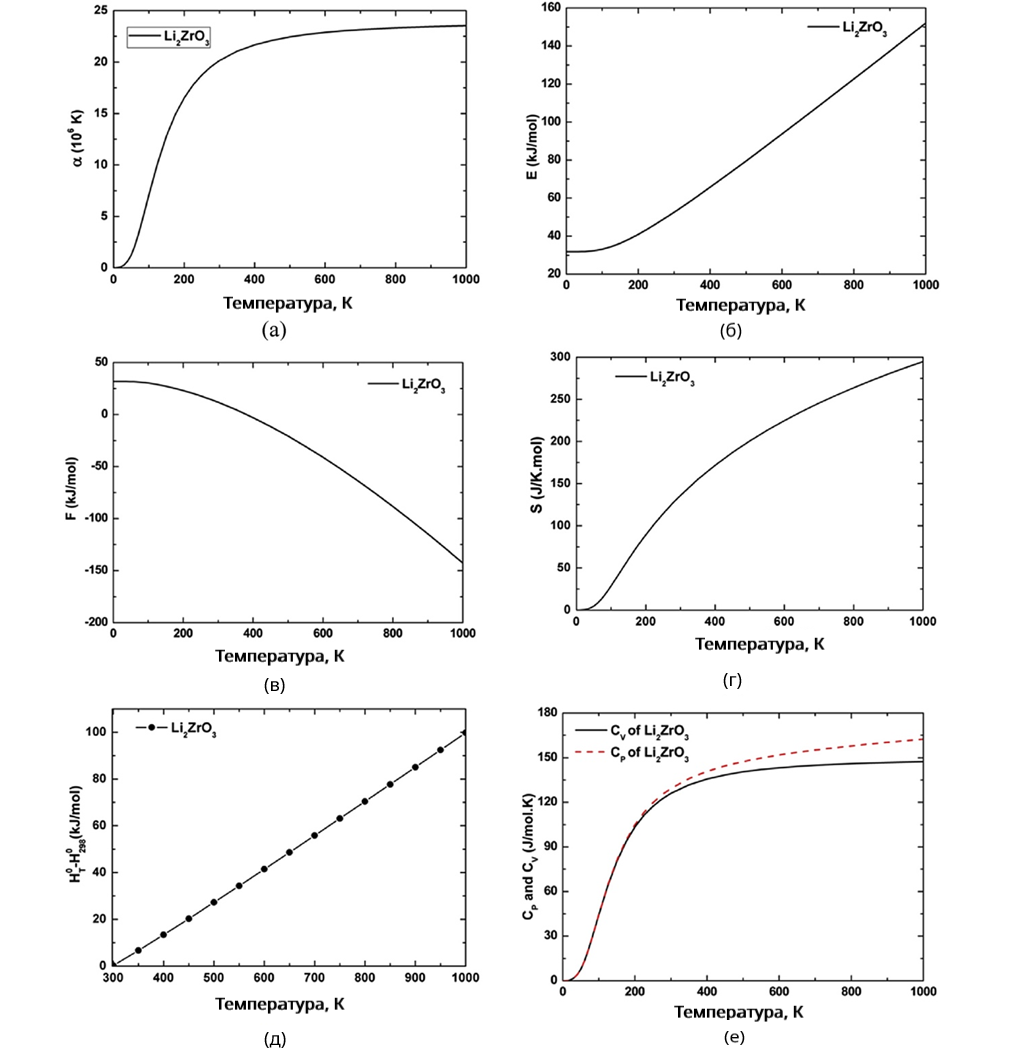 25
20
15
10
5
0
α (10⁶ K)
Li₂ZrO₃
0 200 400 600 800 1000
Температура, К
(а)
160
140
120
100
80
60
40
20
E (kJ/mol)
Li₂ZrO₃
0 200 400 600 800 1000
Температура, К
(б)
50
0
-50
-100
-150
-200
F (kJ/mol)
Li₂ZrO₃
0 200 400 600 800 1000
Температура, К
(в)
300
250
200
150
100
50
0
S (J/K.mol)
Li₂ZrO₃
0 200 400 600 800 1000
Температура, К
(г)
100
80
60
40
20
0
H⁰_T-H⁰₂₉₈(kJ/mol)
Li₂ZrO₃
300 400 500 600 700 800 900 1000
Температура, К
(д)
180
150
120
90
60
30
0
C_P and C_V (J/mol.K)
C_V of Li₂ZrO₃
C_P of Li₂ZrO₃
0 200 400 600 800 1000
Температура, К
(е)